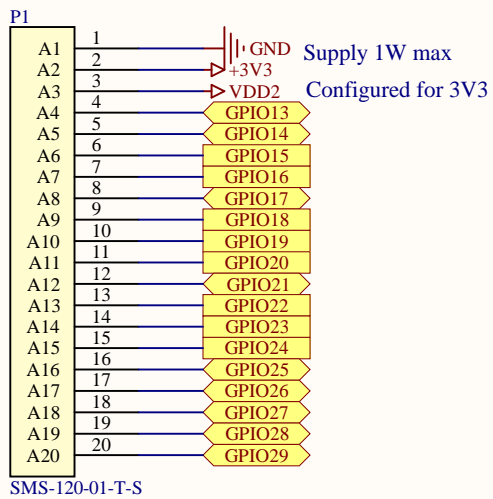 P1
A1 1 GND Supply 1W max
A2 2 +3V3
A3 3 VDD2 Configured for 3V3
A4 4 GPIO13
A5 5 GPIO14
A6 6 GPIO15
A7 7 GPIO16
A8 8 GPIO17
A9 9 GPIO18
A10 10 GPIO19
A11 11 GPIO20
A12 12 GPIO21
A13 13 GPIO22
A14 14 GPIO23
A15 15 GPIO24
A16 16 GPIO25
A17 17 GPIO26
A18 18 GPIO27
A19 19 GPIO28
A20 20 GPIO29
SMS-120-01-T-S